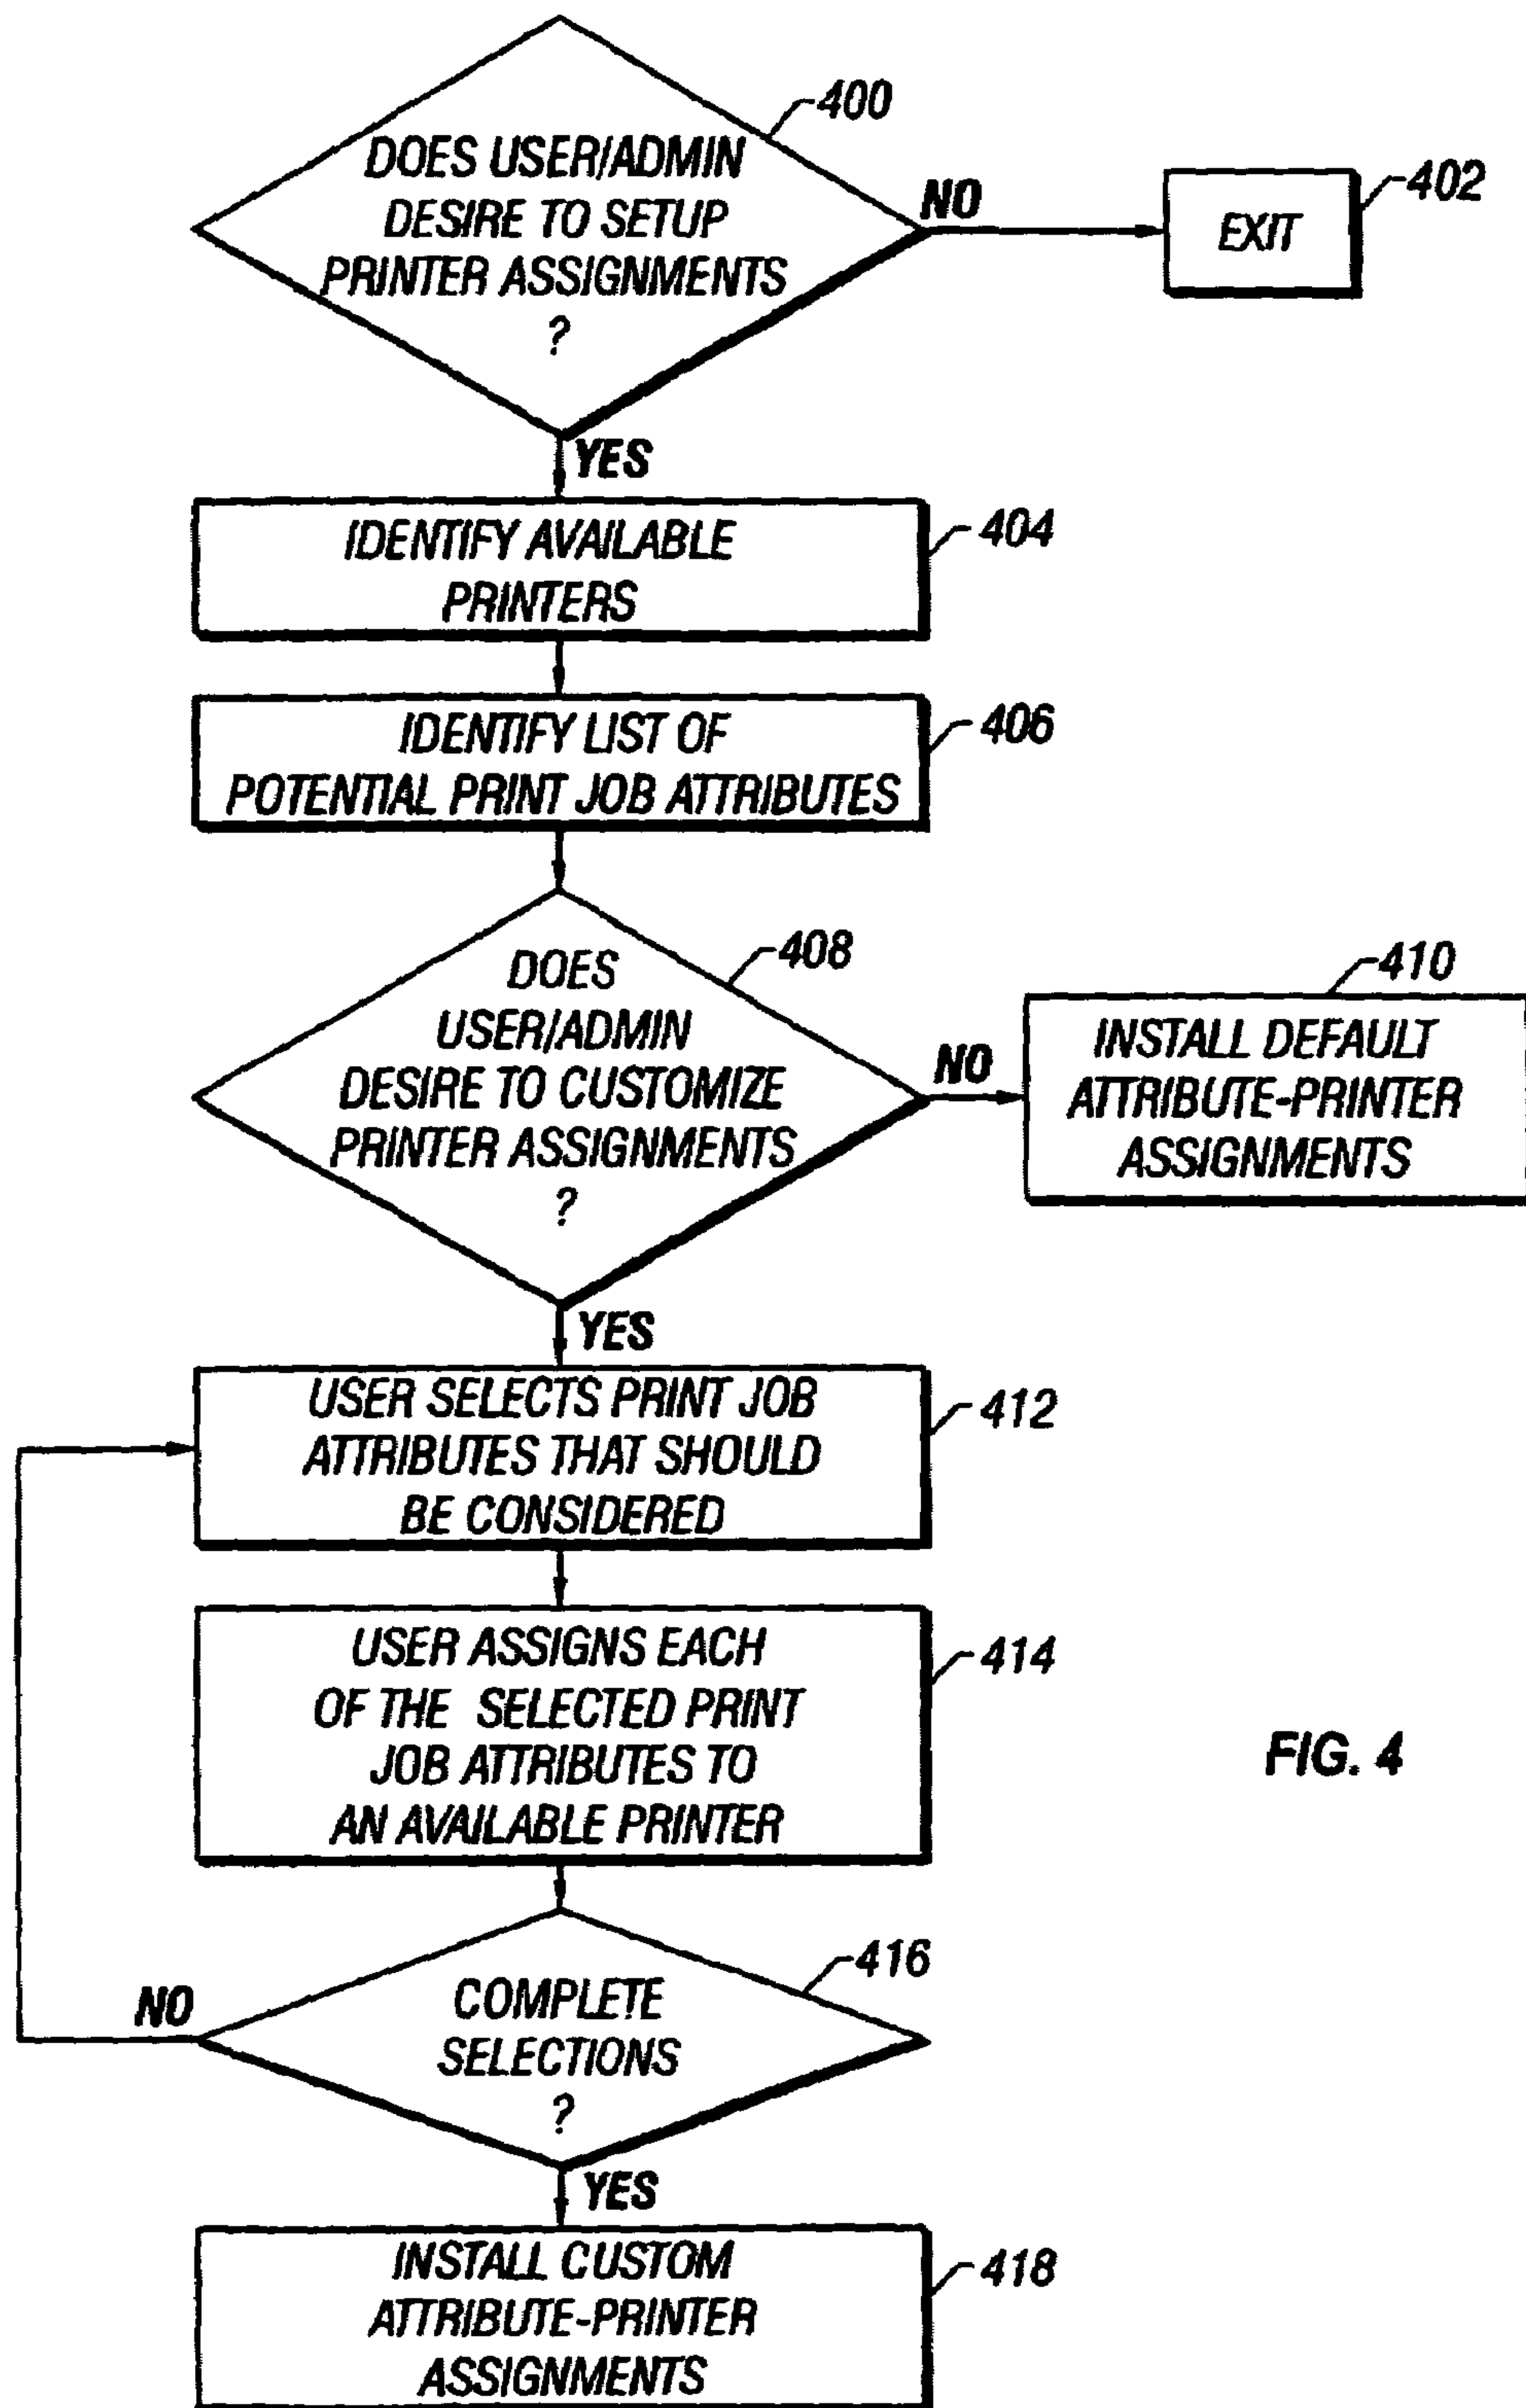 400
DOES USER/ADMIN
DESIRE TO SETUP
PRINTER ASSIGNMENTS
?
NO
402
EXIT
YES
404
IDENTIFY AVAILABLE
PRINTERS
406
IDENTIFY LIST OF
POTENTIAL PRINT JOB ATTRIBUTES
408
DOES
USER/ADMIN
DESIRE TO CUSTOMIZE
PRINTER ASSIGNMENTS
?
NO
410
INSTALL DEFAULT
ATTRIBUTE-PRINTER
ASSIGNMENTS
YES
412
USER SELECTS PRINT JOB
ATTRIBUTES THAT SHOULD
BE CONSIDERED
414
USER ASSIGNS EACH
OF THE SELECTED PRINT
JOB ATTRIBUTES TO
AN AVAILABLE PRINTER
FIG. 4
416
COMPLETE
SELECTIONS
?
NO
YES
418
INSTALL CUSTOM
ATTRIBUTE-PRINTER
ASSIGNMENTS